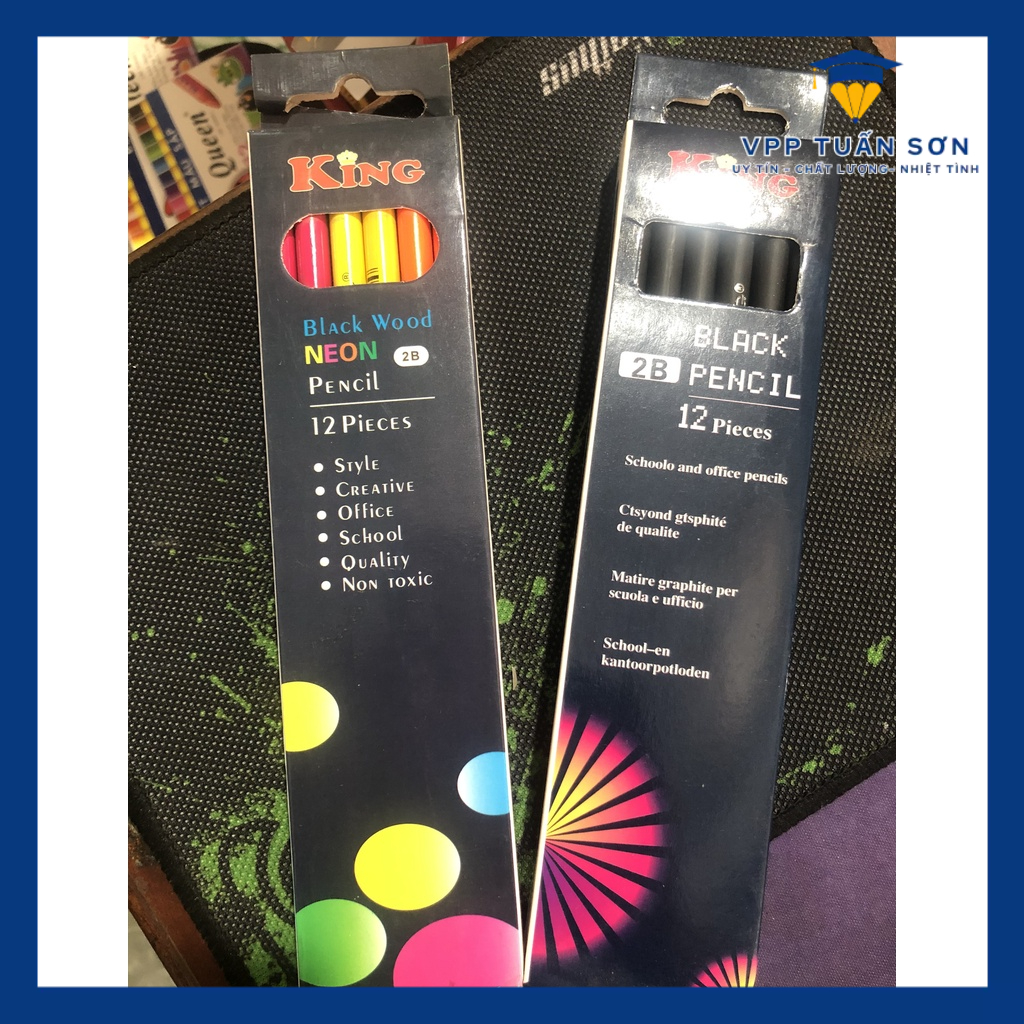 VPP TUẤN SƠN
UY TÍN - CHẤT LƯỢNG- NHIỆT TÌNH
Queen
MÀU SÁP
KING
Black Wood
NEON 2B
Pencil
12 Pieces
Style
Creative
Office
School
Quality
Non toxic
KING
BLACK
2B PENCIL
12 Pieces
Schoolo and office pencils
Ctsyond gtsphité
de qualite
Matire graphite per
scuola e ufficio
School-en
kantoorpotloden